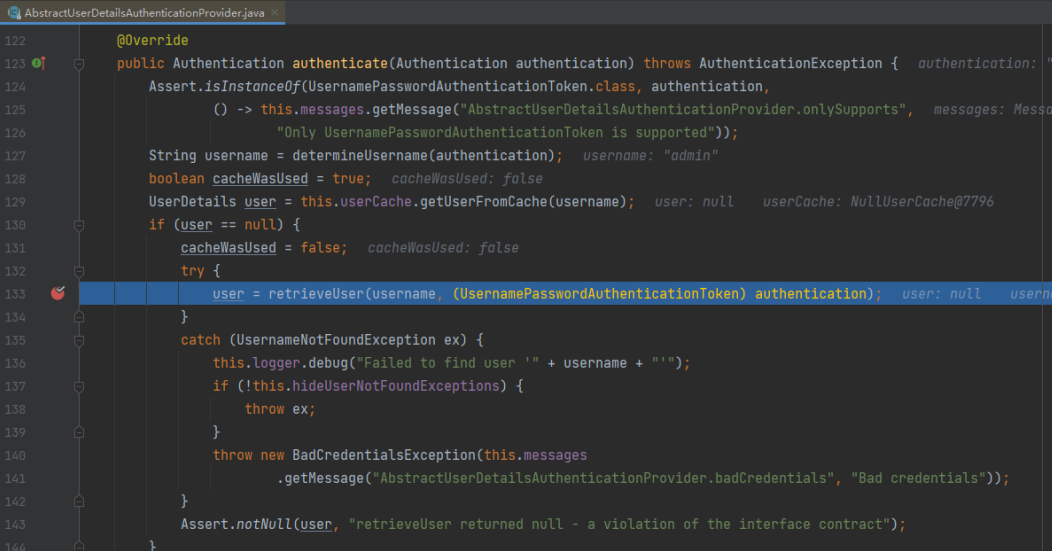 AbstractUserDetailsAuthenticationProvider.java
122 @Override
123 public Authentication authenticate(Authentication authentication) throws AuthenticationException { authentication: "
124 Assert.isInstanceOf(UsernamePasswordAuthenticationToken.class, authentication,
125 () -> this.messages.getMessage("AbstractUserDetailsAuthenticationProvider.onlySupports", messages: Messa
126 "Only UsernamePasswordAuthenticationToken is supported"));
127 String username = determineUsername(authentication); username: "admin"
128 boolean cacheWasUsed = true; cacheWasUsed: false
129 UserDetails user = this.userCache.getUserFromCache(username); user: null userCache: NullUserCache@7796
130 if (user == null) {
131 cacheWasUsed = false; cacheWasUsed: false
132 try {
133 user = retrieveUser(username, (UsernamePasswordAuthenticationToken) authentication); user: null userna
134 }
135 catch (UsernameNotFoundException ex) {
136 this.logger.debug("Failed to find user '" + username + "'");
137 if (!this.hideUserNotFoundExceptions) {
138 throw ex;
139 }
140 throw new BadCredentialsException(this.messages
141 .getMessage("AbstractUserDetailsAuthenticationProvider.badCredentials", "Bad credentials"));
142 }
143 Assert.notNull(user, "retrieveUser returned null - a violation of the interface contract");
144 }